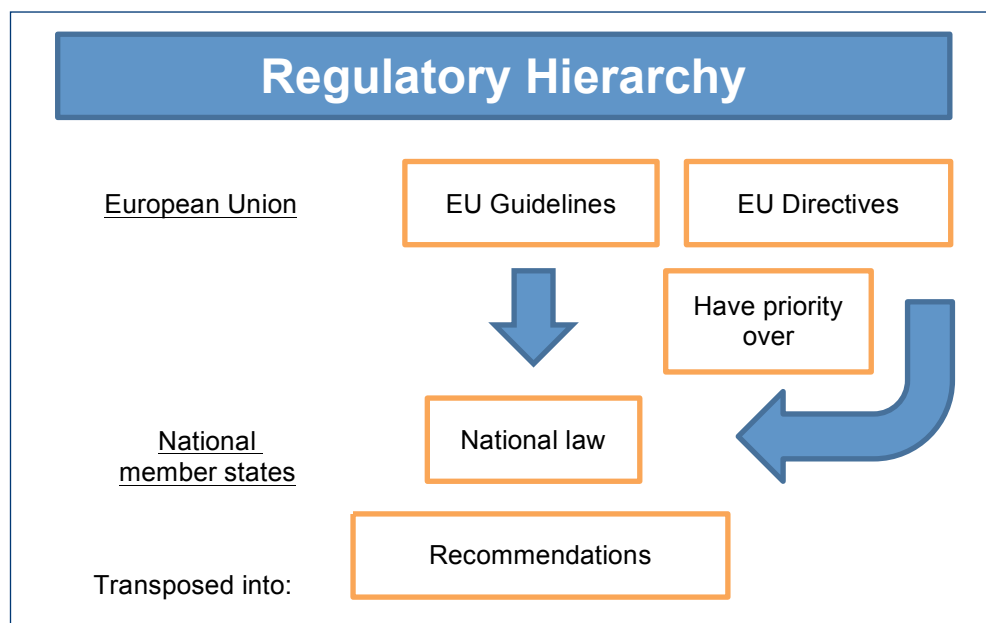 Regulatory Hierarchy
European Union
EU Guidelines
EU Directives
Have priority
over
National
member states
National law
Recommendations
Transposed into: